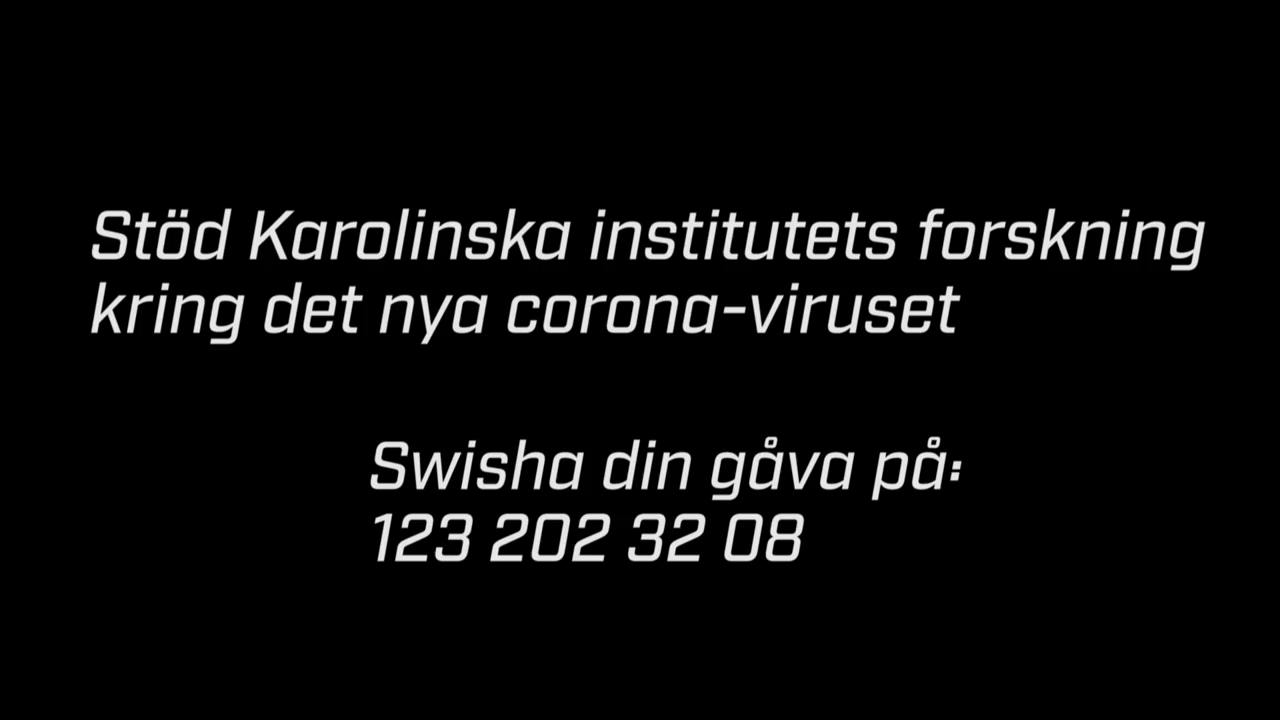 Stöd Karolinska institutets forskning
kring det nya corona-viruset
Swisha din gåva på:
123 202 32 08